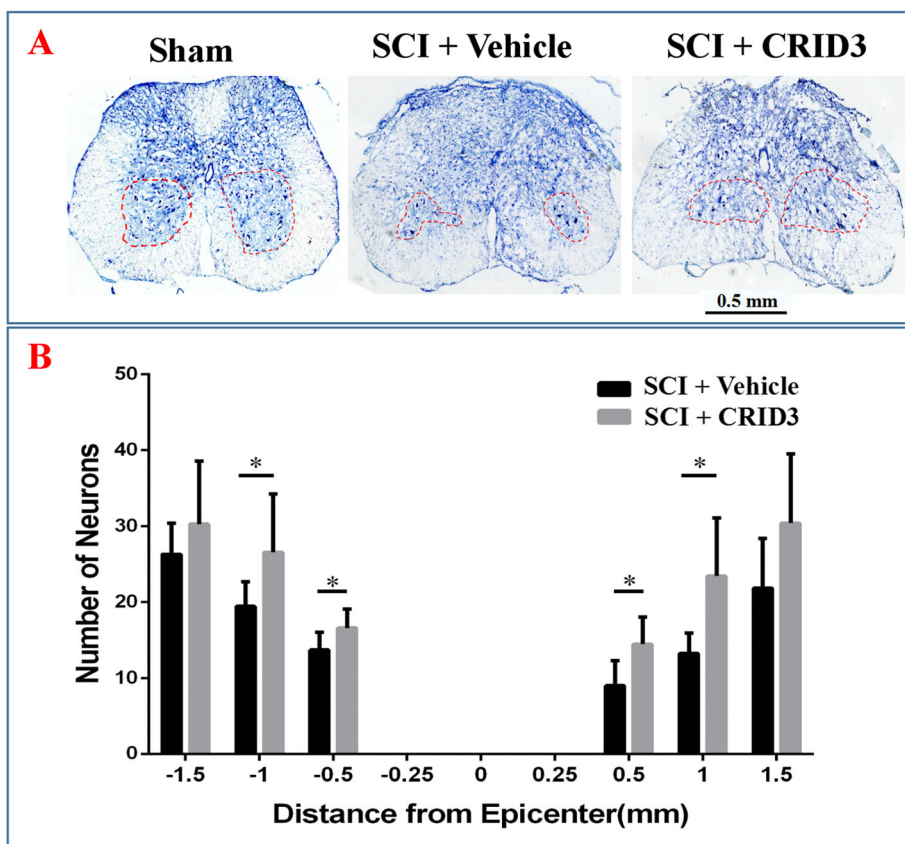 A
Sham
SCI + Vehicle
SCI + CRID3
0.5 mm
B
SCI + Vehicle
SCI + CRID3
Number of Neurons
50
40
30
20
10
0
*
*
*
*
-1.5 -1 -0.5 -0.25 0 0.25 0.5 1 1.5
Distance from Epicenter(mm)